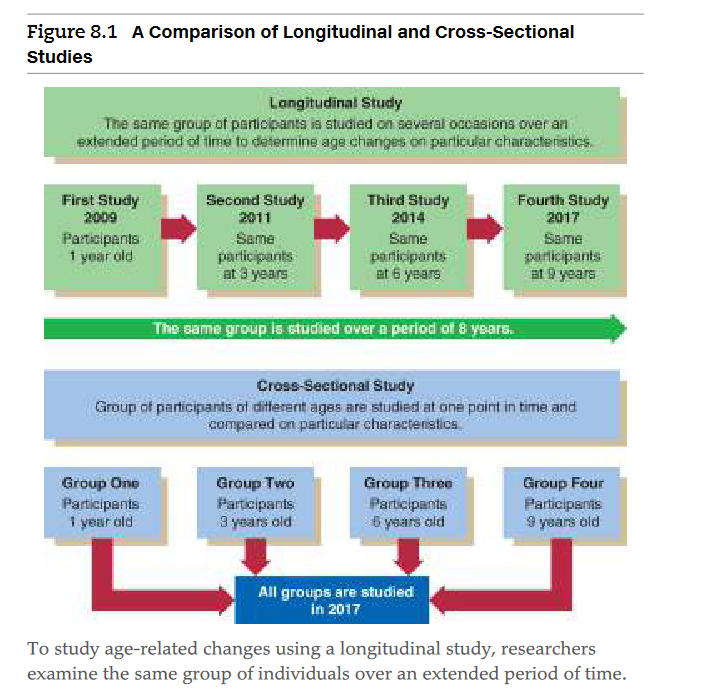 Figure 8.1 A Comparison of Longitudinal and Cross-Sectional
Studies
Longitudinal Study
The same group of participants is studied on several occasions over an
extended period of time to determine age changes on particular characteristics.
First Study
2009
Participants
1 year old
Second Study
2011
Same
participants
at 3 years
Third Study
2014
Same
participants
at 6 years
Fourth Study
2017
Same
participants
at 9 years
The same group is studied over a period of 8 years.
Cross-Sectional Study
Group of participants of different ages are studied at one point in time and
compared on particular characteristics.
Group One
Participants
1 year old
Group Two
Participants
3 years old
Group Three
Participants
6 years old
Group Four
Participants
9 years old
All groups are studied
in 2017
To study age-related changes using a longitudinal study, researchers
examine the same group of individuals over an extended period of time.